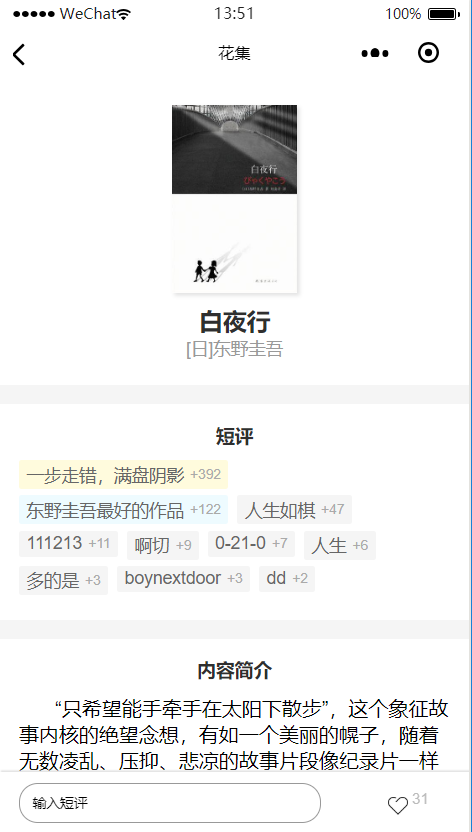 WeChat 13:51 100%
花集
白夜行
びゃくやこう
白夜行
[日]东野圭吾
短评
一步走错，满盘阴影 +392
东野圭吾最好的作品 +122 人生如棋 +47
111213 +11 啊切 +9 0-21-0 +7 人生 +6
多的是 +3 boynextdoor +3 dd +2
内容简介
“只希望能手牵手在太阳下散步”，这个象征故
事内核的绝望念想，有如一个美丽的幌子，随着
无数凌乱、压抑、悲凉的故事片段像纪录片一样
输入短评 31